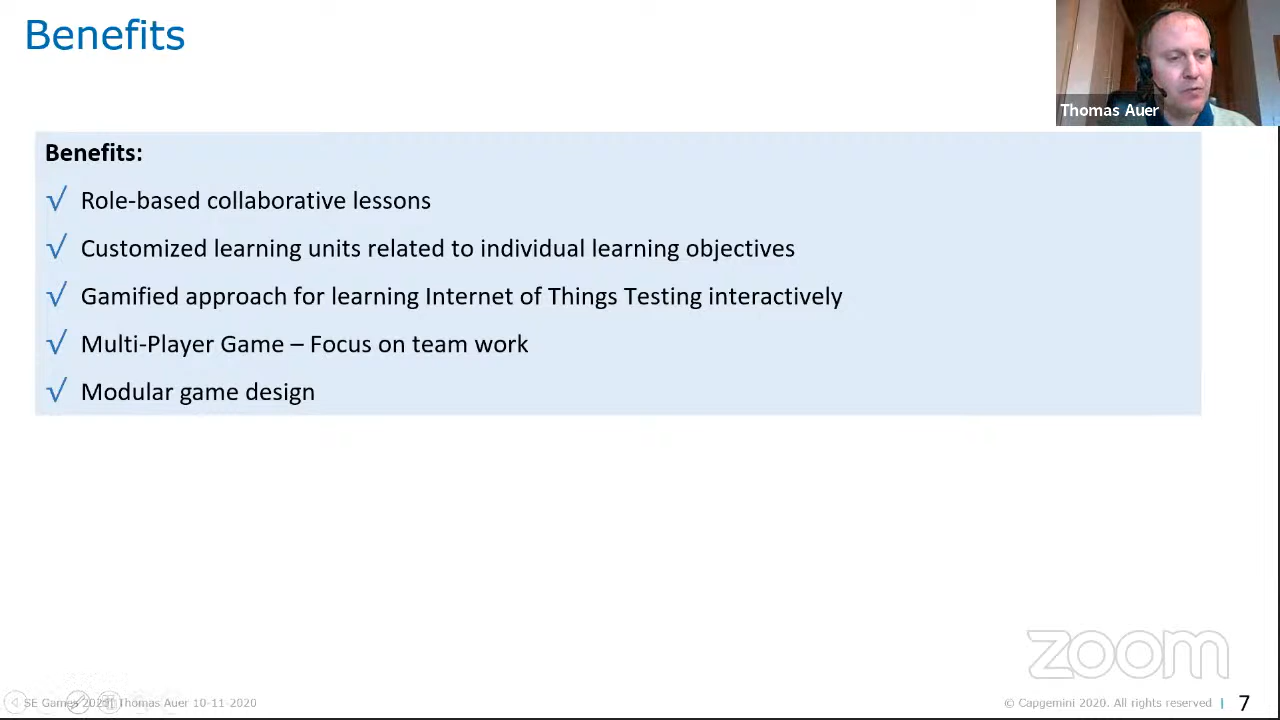 Benefits
Thomas Auer
Benefits:
√ Role-based collaborative lessons
√ Customized learning units related to individual learning objectives
√ Gamified approach for learning Internet of Things Testing interactively
√ Multi-Player Game – Focus on team work
√ Modular game design
zoom
SE Games 2020 | Thomas Auer 10-11-2020
© Capgemini 2020. All rights reserved | 7